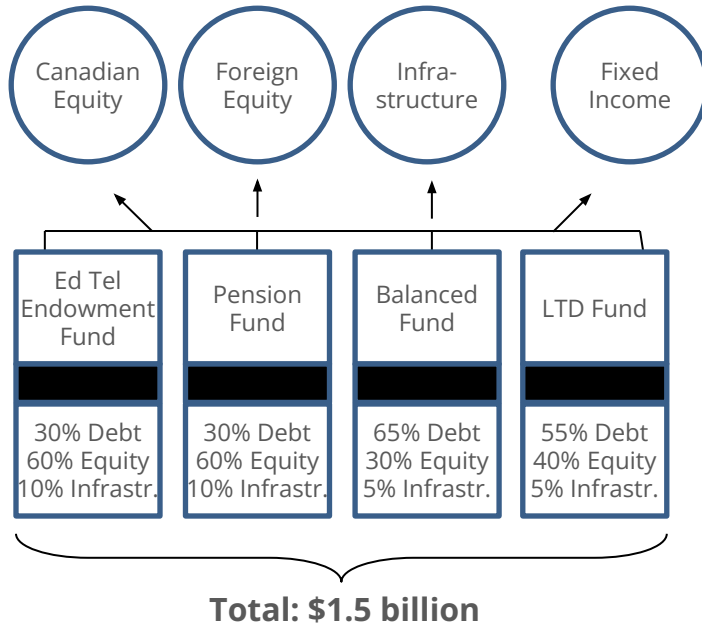 Canadian
Equity
Foreign
Equity
Infra-
structure
Fixed
Income
Ed Tel
Endowment
Fund
Pension
Fund
Balanced
Fund
LTD Fund
30% Debt
60% Equity
10% Infrastr.
30% Debt
60% Equity
10% Infrastr.
65% Debt
30% Equity
5% Infrastr.
55% Debt
40% Equity
5% Infrastr.
Total: $1.5 billion